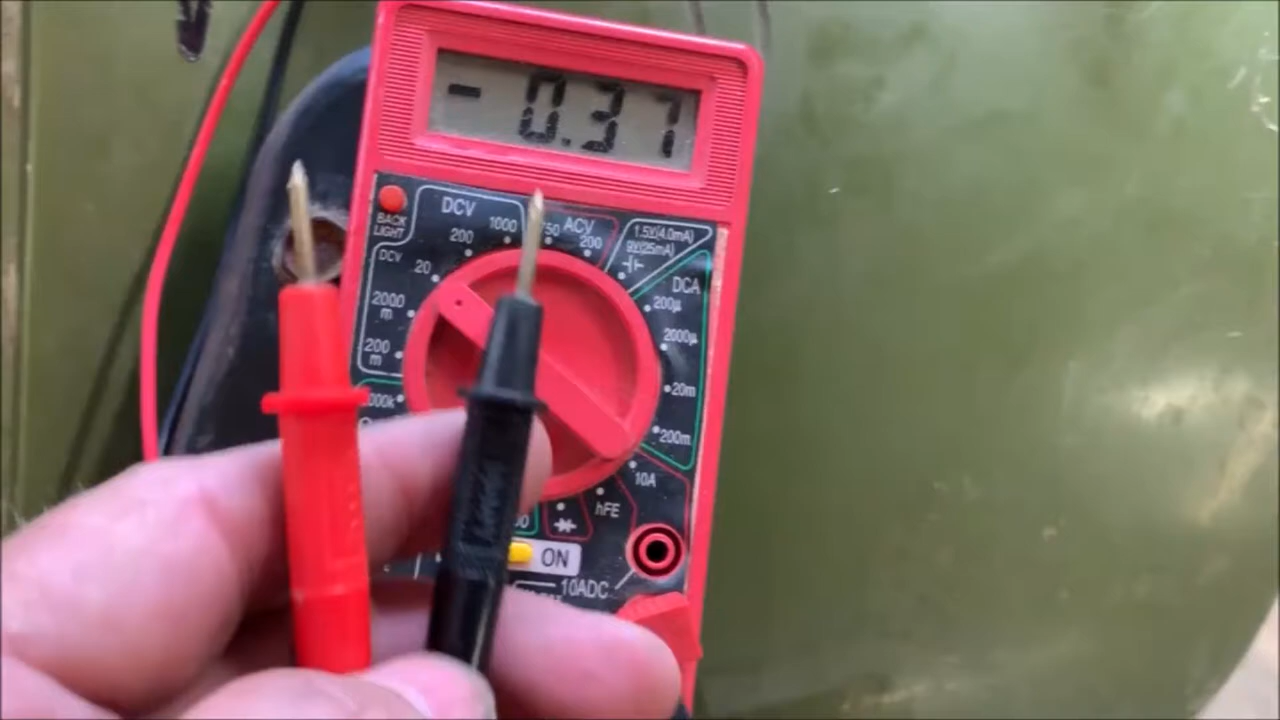 - 0.37
BACK
LIGHT
DCV
1000
200
750
ACV
200
1.5V(4.0mA)
9V(25mA)
DCV
20
2000
m
200
m
DCA
200µ
2000µ
20m
200m
10A
hFE
ON
10ADC